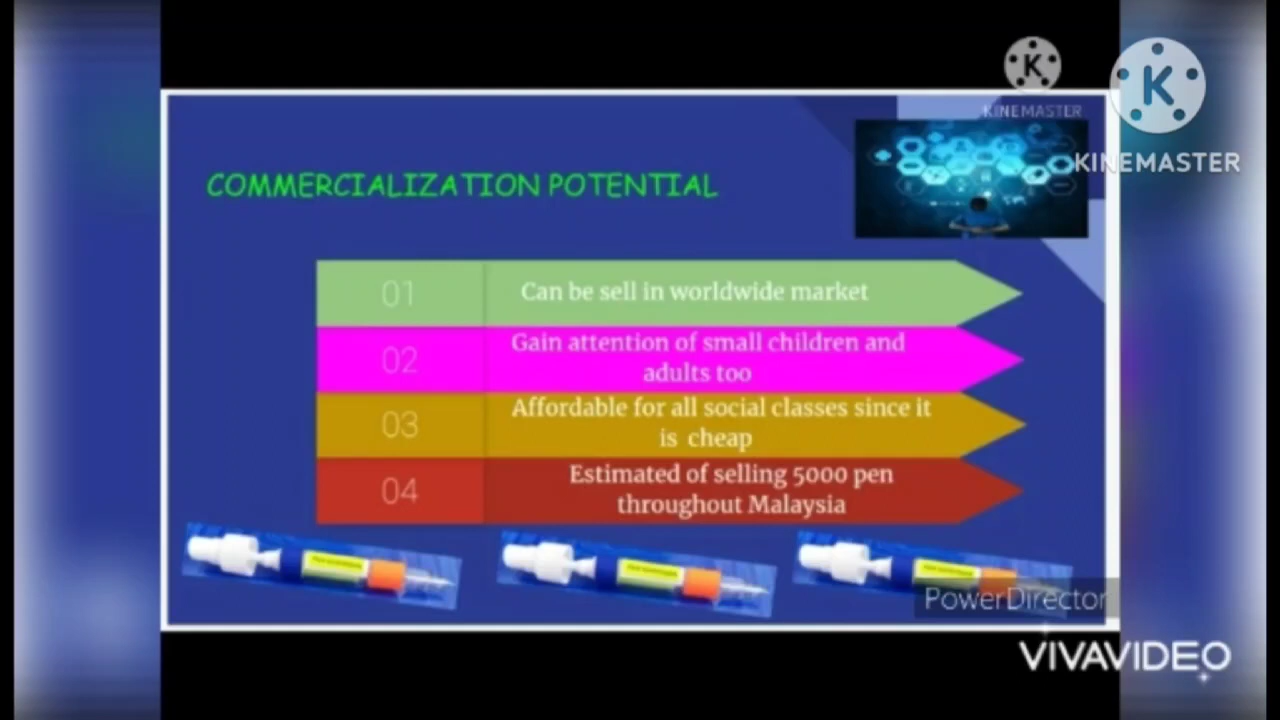 K
K
KINEMASTER
KINEMASTER
COMMERCIALIZATION POTENTIAL
01
Can be sell in worldwide market
02
Gain attention of small children and
adults too
03
Affordable for all social classes since it
is cheap
04
Estimated of selling 5000 pen
throughout Malaysia
PowerDirector
VIVAVIDEO